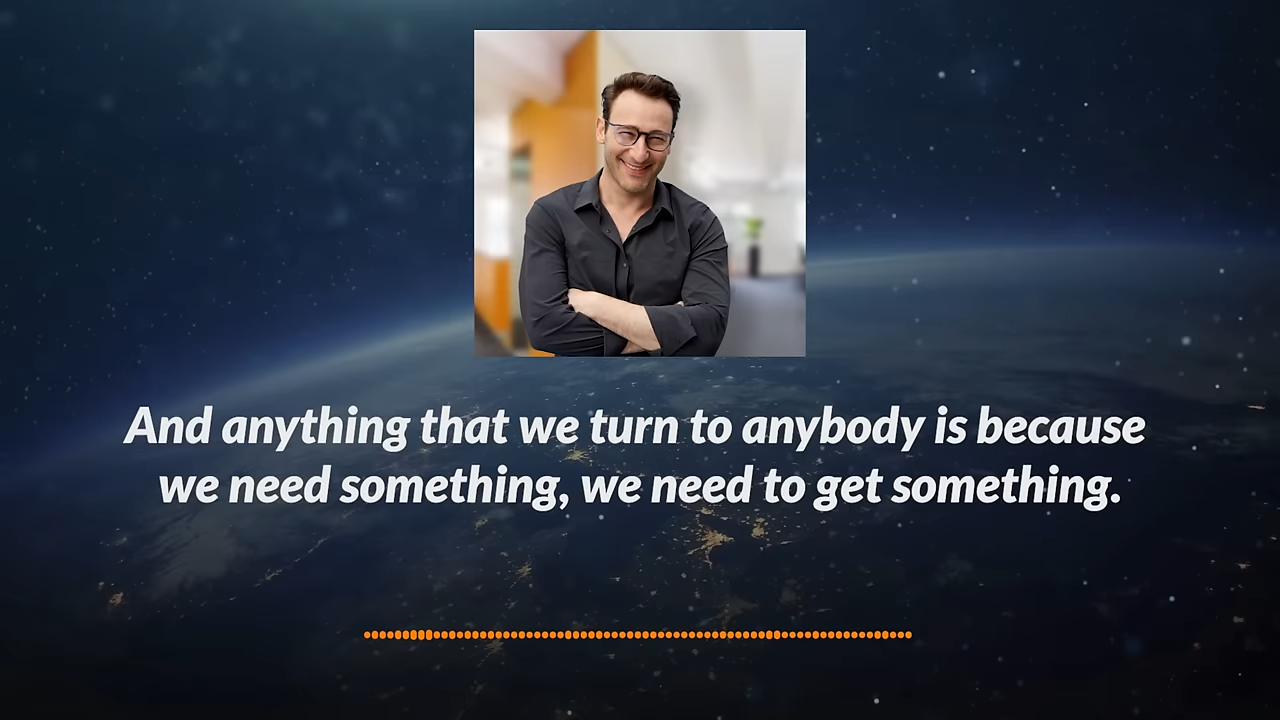 And anything that we turn to anybody is because
we need something, we need to get something.